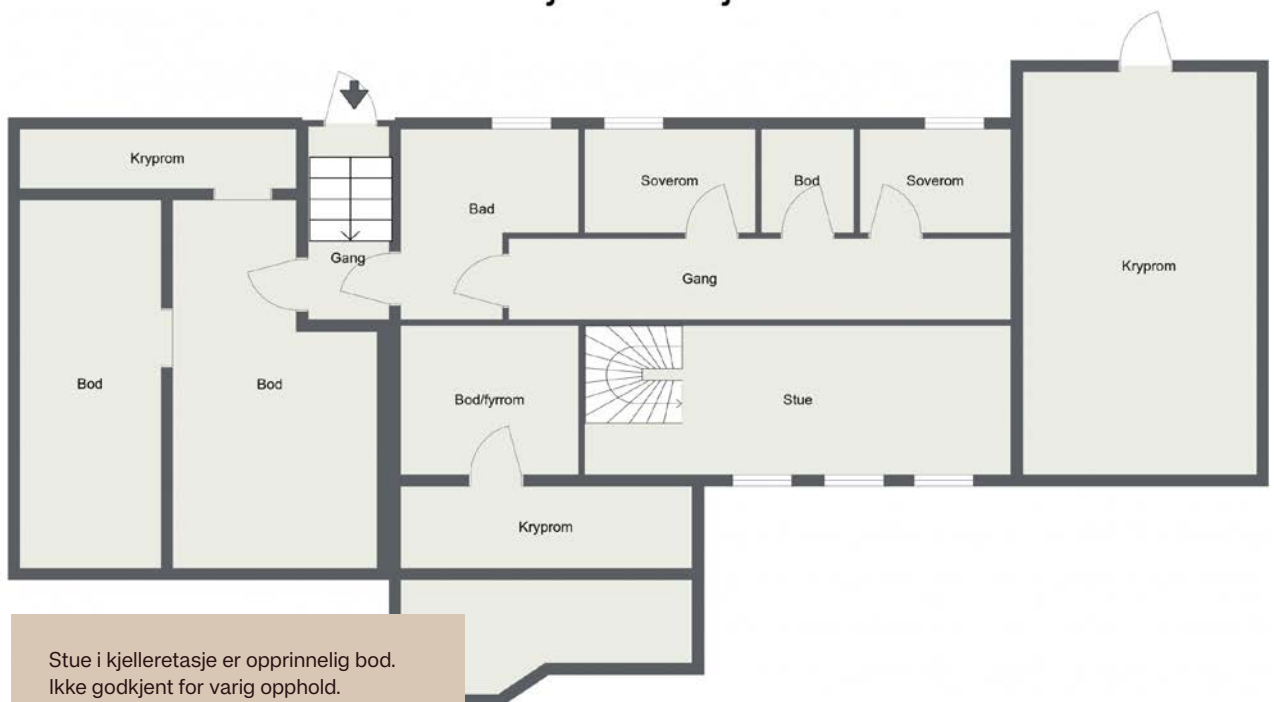 Kryprom
Soverom
Bod
Soverom
Bad
Gang
Kryprom
Gang
Bod
Bod
Bod/fyrrom
Stue
Kryprom
Stue i kjelleretasje er opprinnelig bod.
Ikke godkjent for varig opphold.